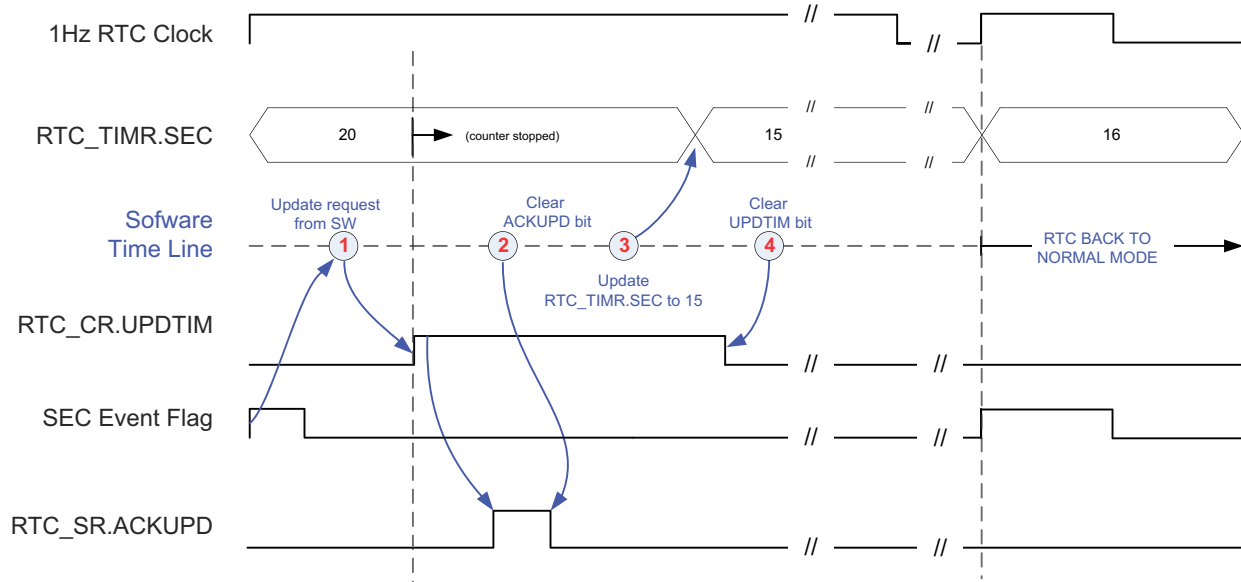 //
1Hz RTC Clock
//
//
//
RTC_TIMR.SEC
20
(counter stopped)
15
16
//
//
Sofware
Time Line
Update request
from SW
1
Clear
ACKUPD bit
2
3
Update
RTC_TIMR.SEC to 15
Clear
UPDTIM bit
4
RTC BACK TO
NORMAL MODE
RTC_CR.UPDTIM
//
//
SEC Event Flag
//
//
RTC_SR.ACKUPD
//
//